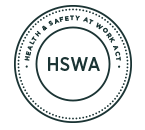 • HEALTH & SAFETY AT WORK ACT •
HSWA